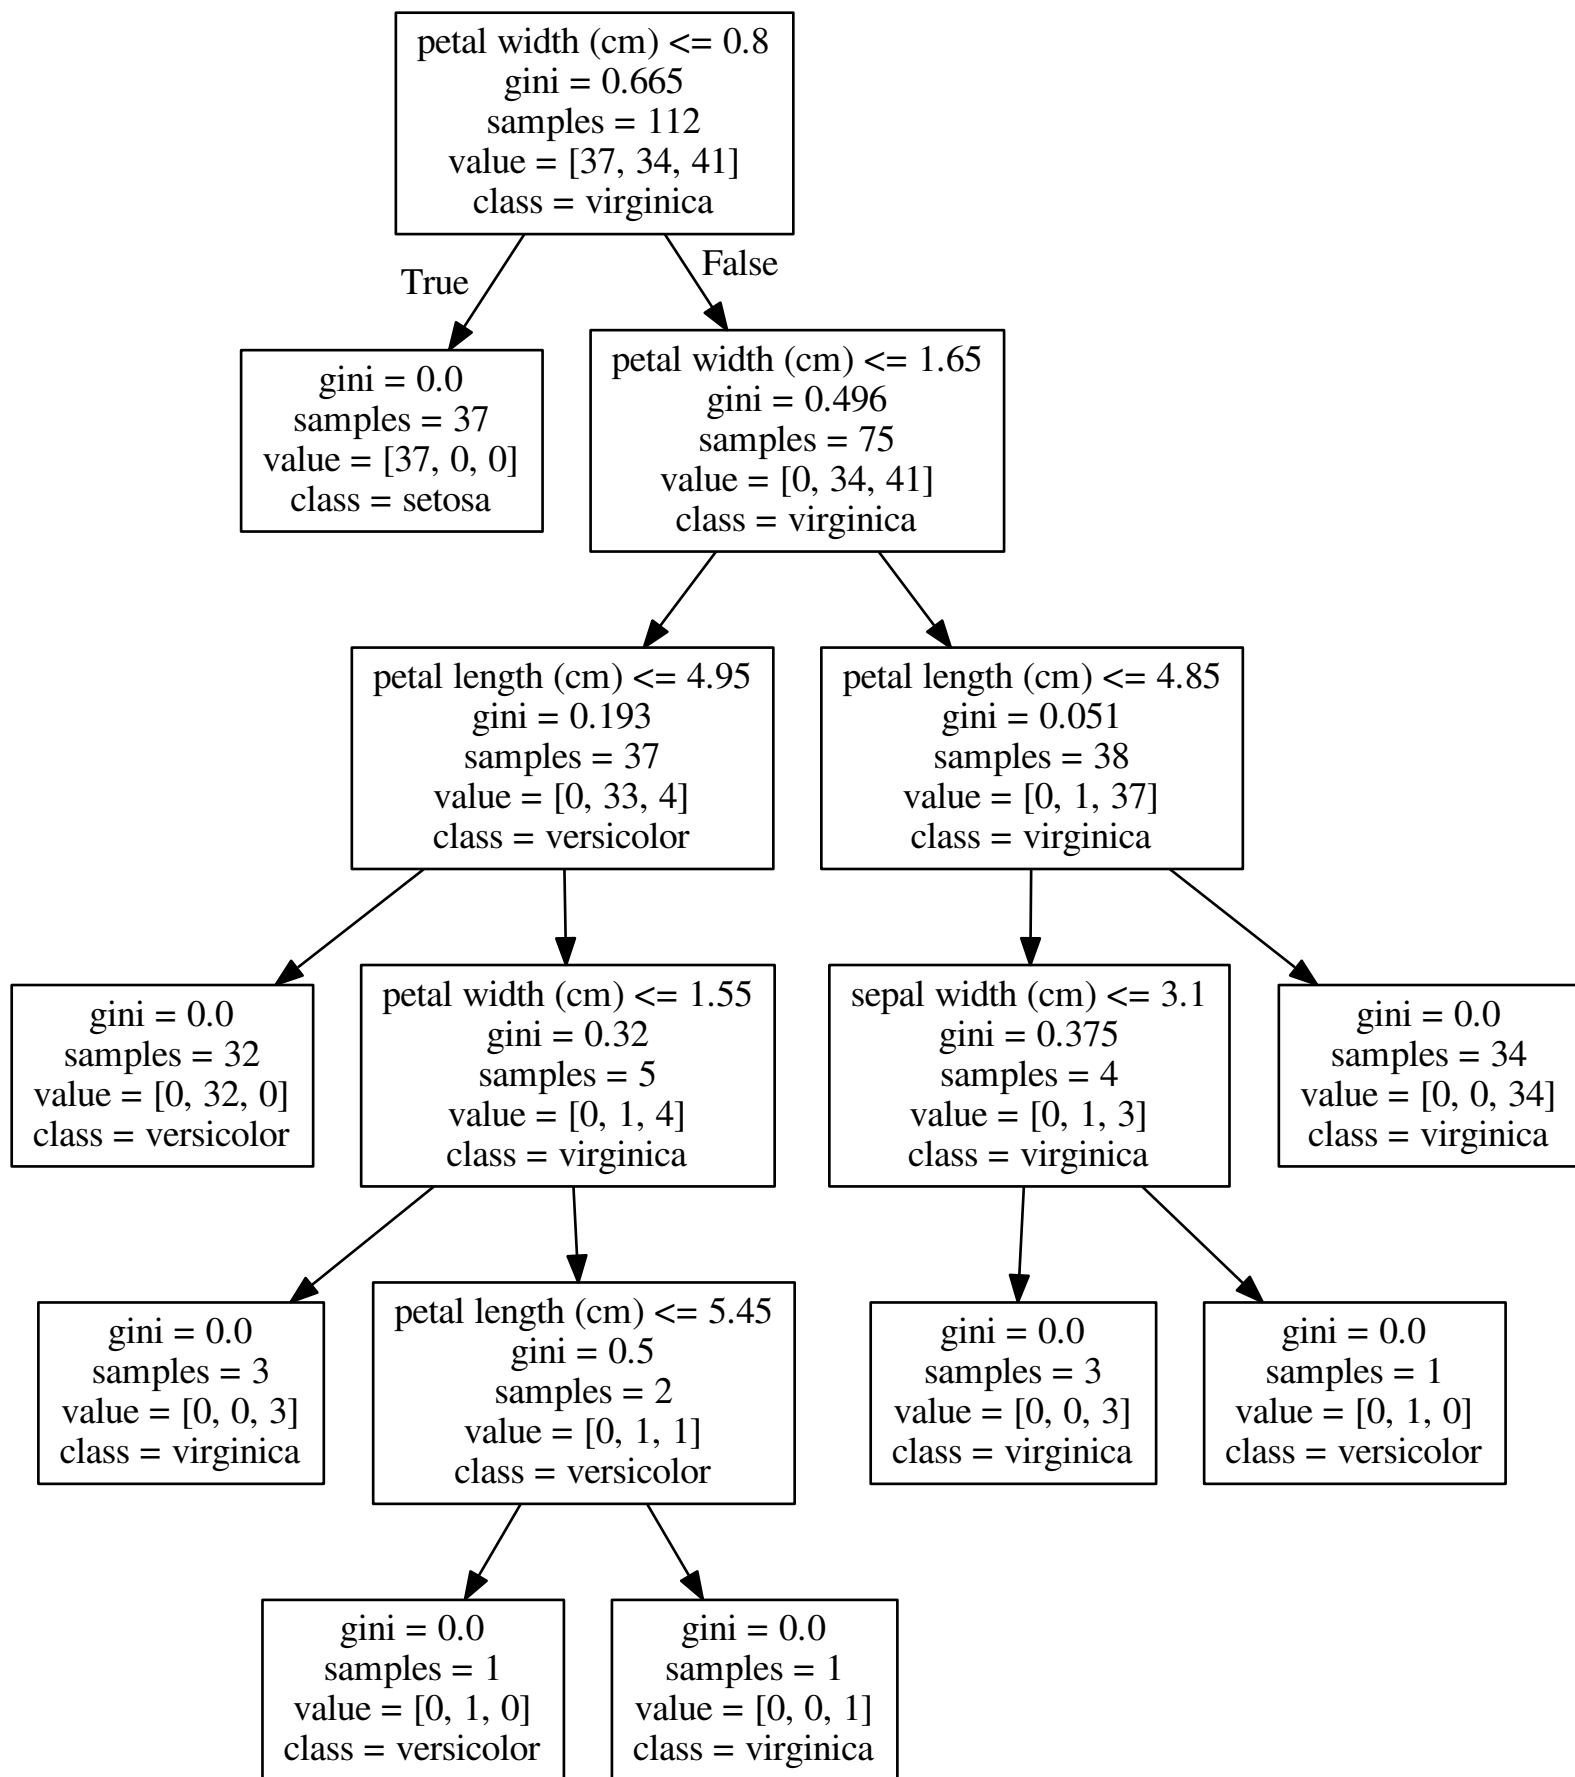 petal width (cm) <= 0.8
gini = 0.665
samples = 112
value = [37, 34, 41]
class = virginica
True
False
gini = 0.0
samples = 37
value = [37, 0, 0]
class = setosa
petal width (cm) <= 1.65
gini = 0.496
samples = 75
value = [0, 34, 41]
class = virginica
petal length (cm) <= 4.95
gini = 0.193
samples = 37
value = [0, 33, 4]
class = versicolor
petal length (cm) <= 4.85
gini = 0.051
samples = 38
value = [0, 1, 37]
class = virginica
gini = 0.0
samples = 32
value = [0, 32, 0]
class = versicolor
petal width (cm) <= 1.55
gini = 0.32
samples = 5
value = [0, 1, 4]
class = virginica
sepal width (cm) <= 3.1
gini = 0.375
samples = 4
value = [0, 1, 3]
class = virginica
gini = 0.0
samples = 34
value = [0, 0, 34]
class = virginica
gini = 0.0
samples = 3
value = [0, 0, 3]
class = virginica
petal length (cm) <= 5.45
gini = 0.5
samples = 2
value = [0, 1, 1]
class = versicolor
gini = 0.0
samples = 3
value = [0, 0, 3]
class = virginica
gini = 0.0
samples = 1
value = [0, 1, 0]
class = versicolor
gini = 0.0
samples = 1
value = [0, 1, 0]
class = versicolor
gini = 0.0
samples = 1
value = [0, 0, 1]
class = virginica